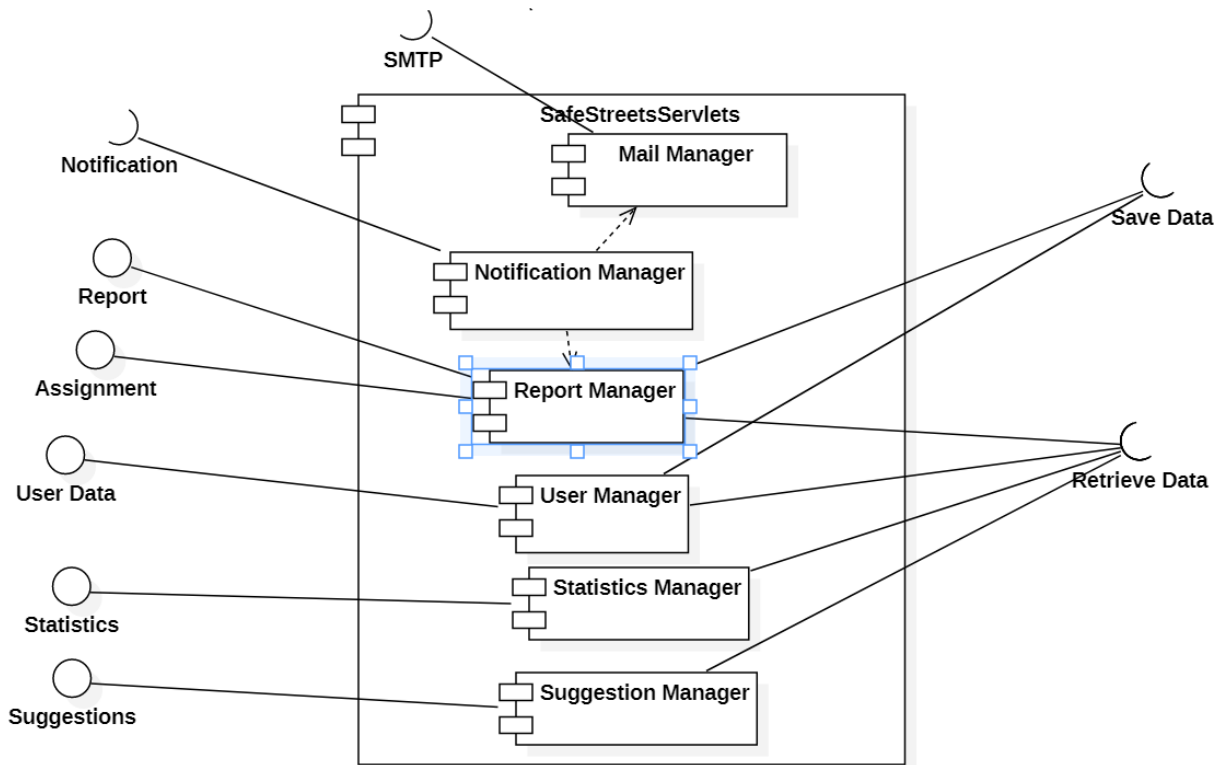 SMTP
SafeStreetsServlets
Mail Manager
Notification
Save Data
Notification Manager
Report
Assignment
Report Manager
Retrieve Data
User Data
User Manager
Statistics Manager
Statistics
Suggestion Manager
Suggestions